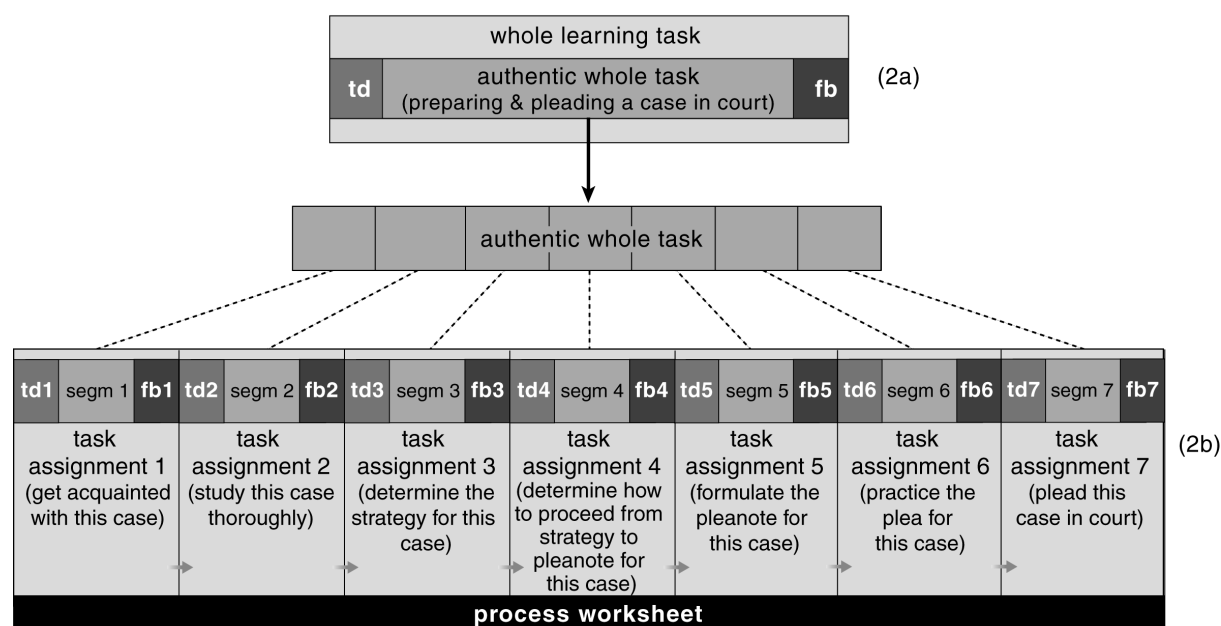 whole learning task
td
authentic whole task
(preparing & pleading a case in court)
fb
(2a)
authentic whole task
td1 segm 1 fb1 td2 segm 2 fb2 td3 segm 3 fb3 td4 segm 4 fb4 td5 segm 5 fb5 td6 segm 6 fb6 td7 segm 7 fb7
task
assignment 1
(get acquainted
with this case)
task
assignment 2
(study this case
thoroughly)
task
assignment 3
(determine the
strategy for this
case)
task
assignment 4
(determine how
to proceed from
strategy to
pleanote for
this case)
task
assignment 5
(formulate the
pleanote for
this case)
task
assignment 6
(practice the
plea for
this case)
task
assignment 7
(plead this
case in court)
(2b)
process worksheet